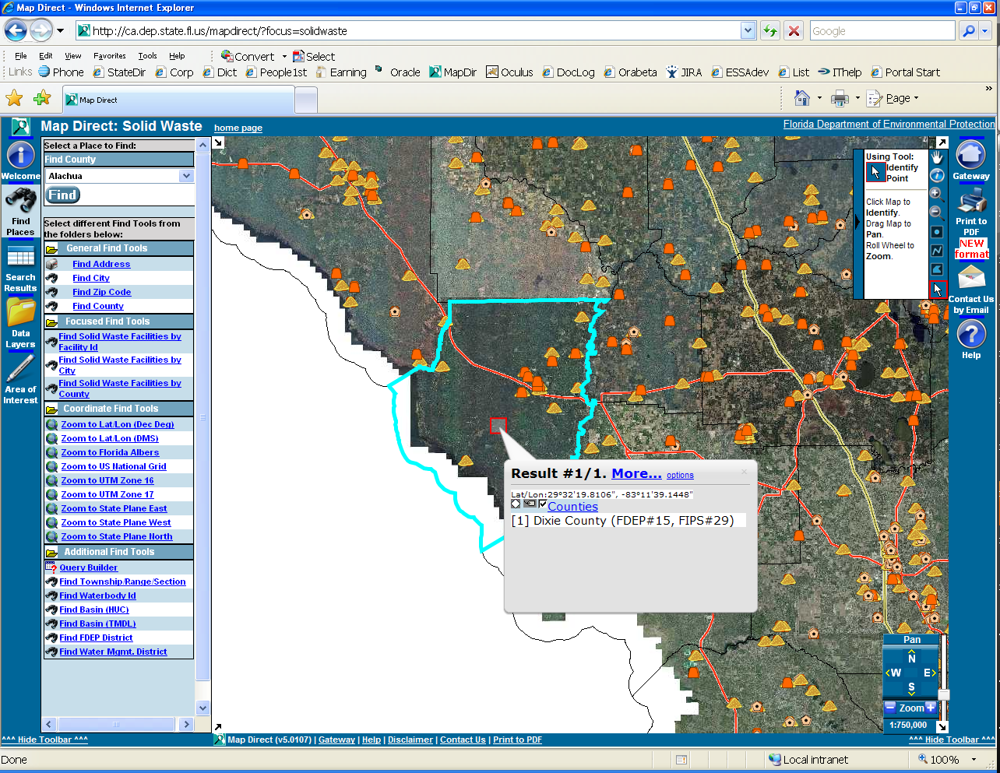 Map Direct - Windows Internet Explorer
http://ca.dep.state.fl.us/mapdirect/?focus=solidwaste
Google
File Edit View Favorites Tools Help
Convert Select
Links Phone StateDir Corp Dict People1st Earning Oracle MapDir Oculus DocLog Orabeta JIRA ESSAdev List IThelp Portal Start
Map Direct
Page
Map Direct: Solid Waste home page
Florida Department of Environmental Protection
Welcome
Find Places
Search Results
Data Layers
Area of Interest
Select a Place to Find:
Find County
Alachua
Find
Select different Find Tools from
the folders below:
General Find Tools
Find Address
Find City
Find Zip Code
Find County
Focused Find Tools
Find Solid Waste Facilities by
Facility Id
Find Solid Waste Facilities by
City
Find Solid Waste Facilities by
County
Coordinate Find Tools
Zoom to Lat/Lon (Dec Deg)
Zoom to Lat/Lon (DMS)
Zoom to Florida Albers
Zoom to US National Grid
Zoom to UTM Zone 16
Zoom to UTM Zone 17
Zoom to State Plane East
Zoom to State Plane West
Zoom to State Plane North
Additional Find Tools
Query Builder
Find Township/Range/Section
Find Waterbody Id
Find Basin (HUC)
Find Basin (TMDL)
Find FDEP District
Find Water Mgmt. District
Using Tool:
Identify
Point
Click Map to
Identify.
Drag Map to
Pan.
Roll Wheel to
Zoom.
Gateway
Print to
PDF
NEW
format
Contact Us
by Email
Help
Result #1/1. More... options
Lat/Lon:29°32'19.8106", -83°11'39.1448"
Counties
[1] Dixie County (FDEP#15, FIPS#29)
Pan
N
W E
S
Zoom
1:750,000
^^^ Hide Toolbar ^^^
Map Direct (v5.0107) | Gateway | Help | Disclaimer | Contact Us | Print to PDF
^^^ Hide Toolbar ^^^
Done
Local intranet
100%